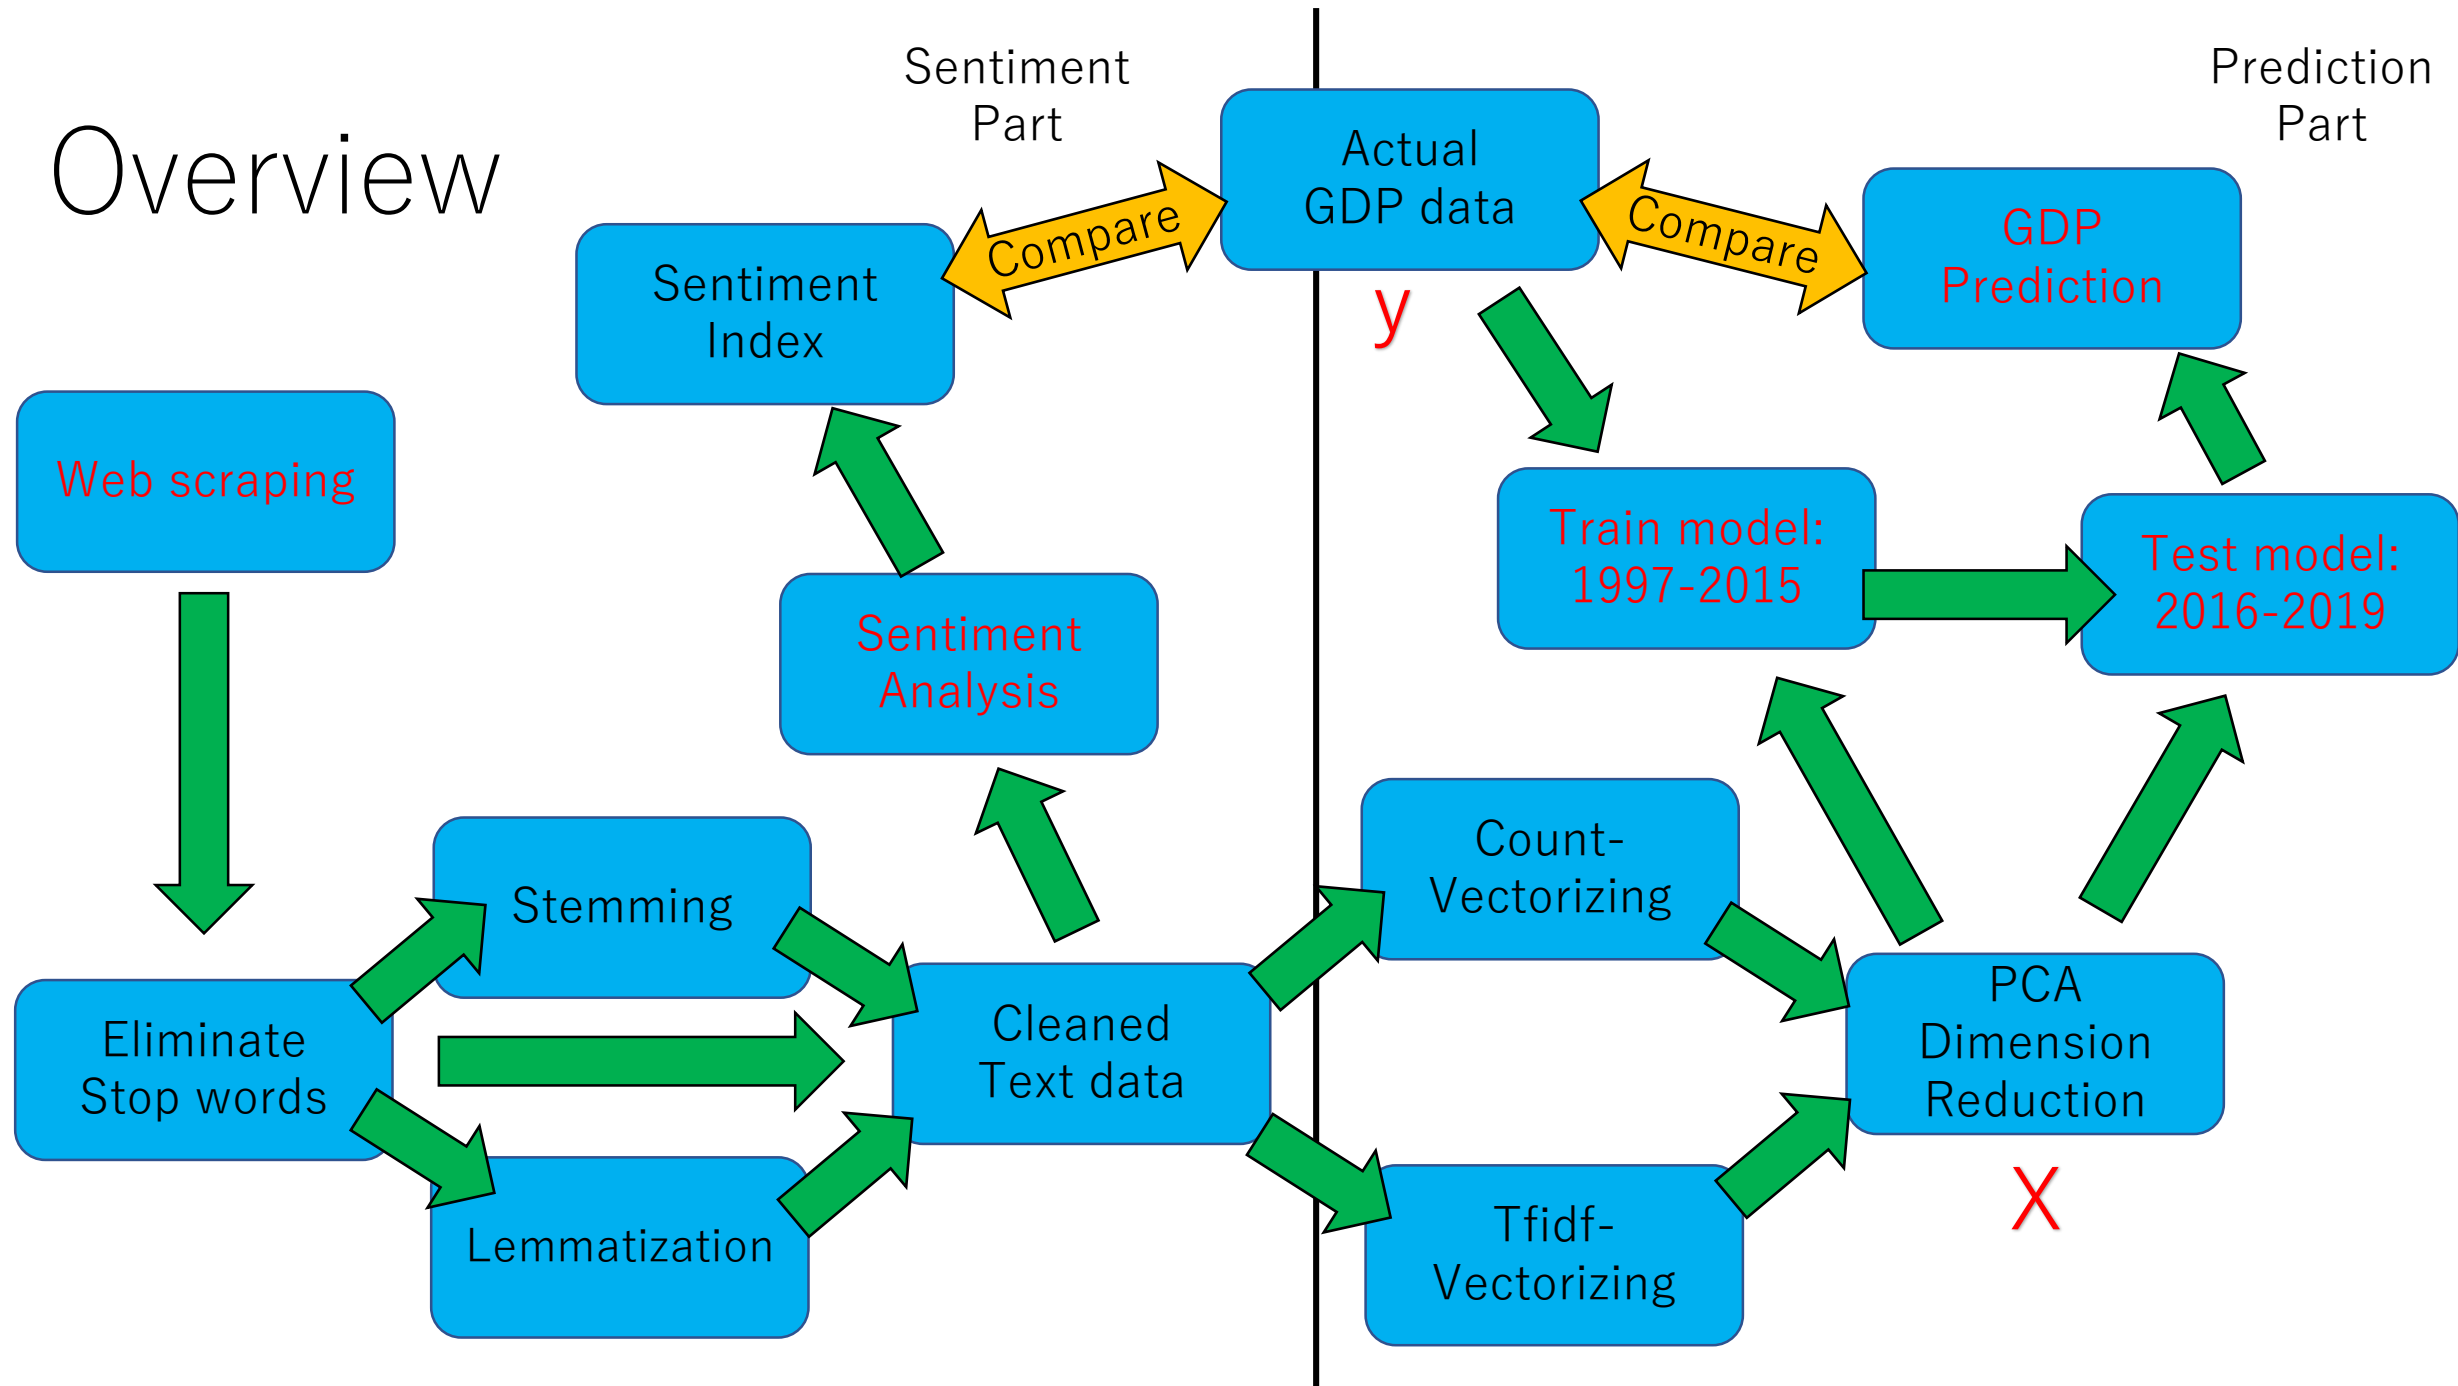 Overview
Sentiment
Part
Prediction
Part
Actual
GDP data
Compare
Compare
GDP
Prediction
Sentiment
Index
y
Web scraping
Train model:
1997-2015
Test model:
2016-2019
Sentiment
Analysis
Count-
Vectorizing
Stemming
PCA
Dimension
Reduction
Cleaned
Text data
Eliminate
Stop words
X
Lemmatization
Tfidf-
Vectorizing